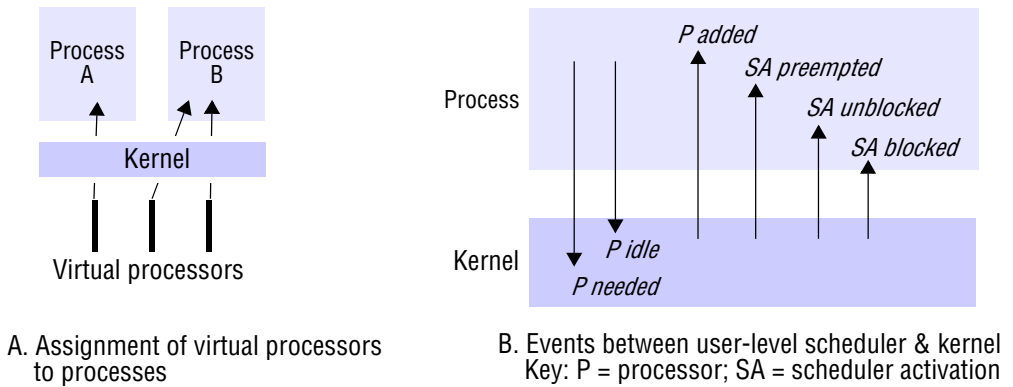 Process
A
Process
B
Kernel
Virtual processors
A. Assignment of virtual processors
to processes
P added
SA preempted
Process
SA unblocked
SA blocked
P idle
Kernel
P needed
B. Events between user-level scheduler & kernel
Key: P = processor; SA = scheduler activation